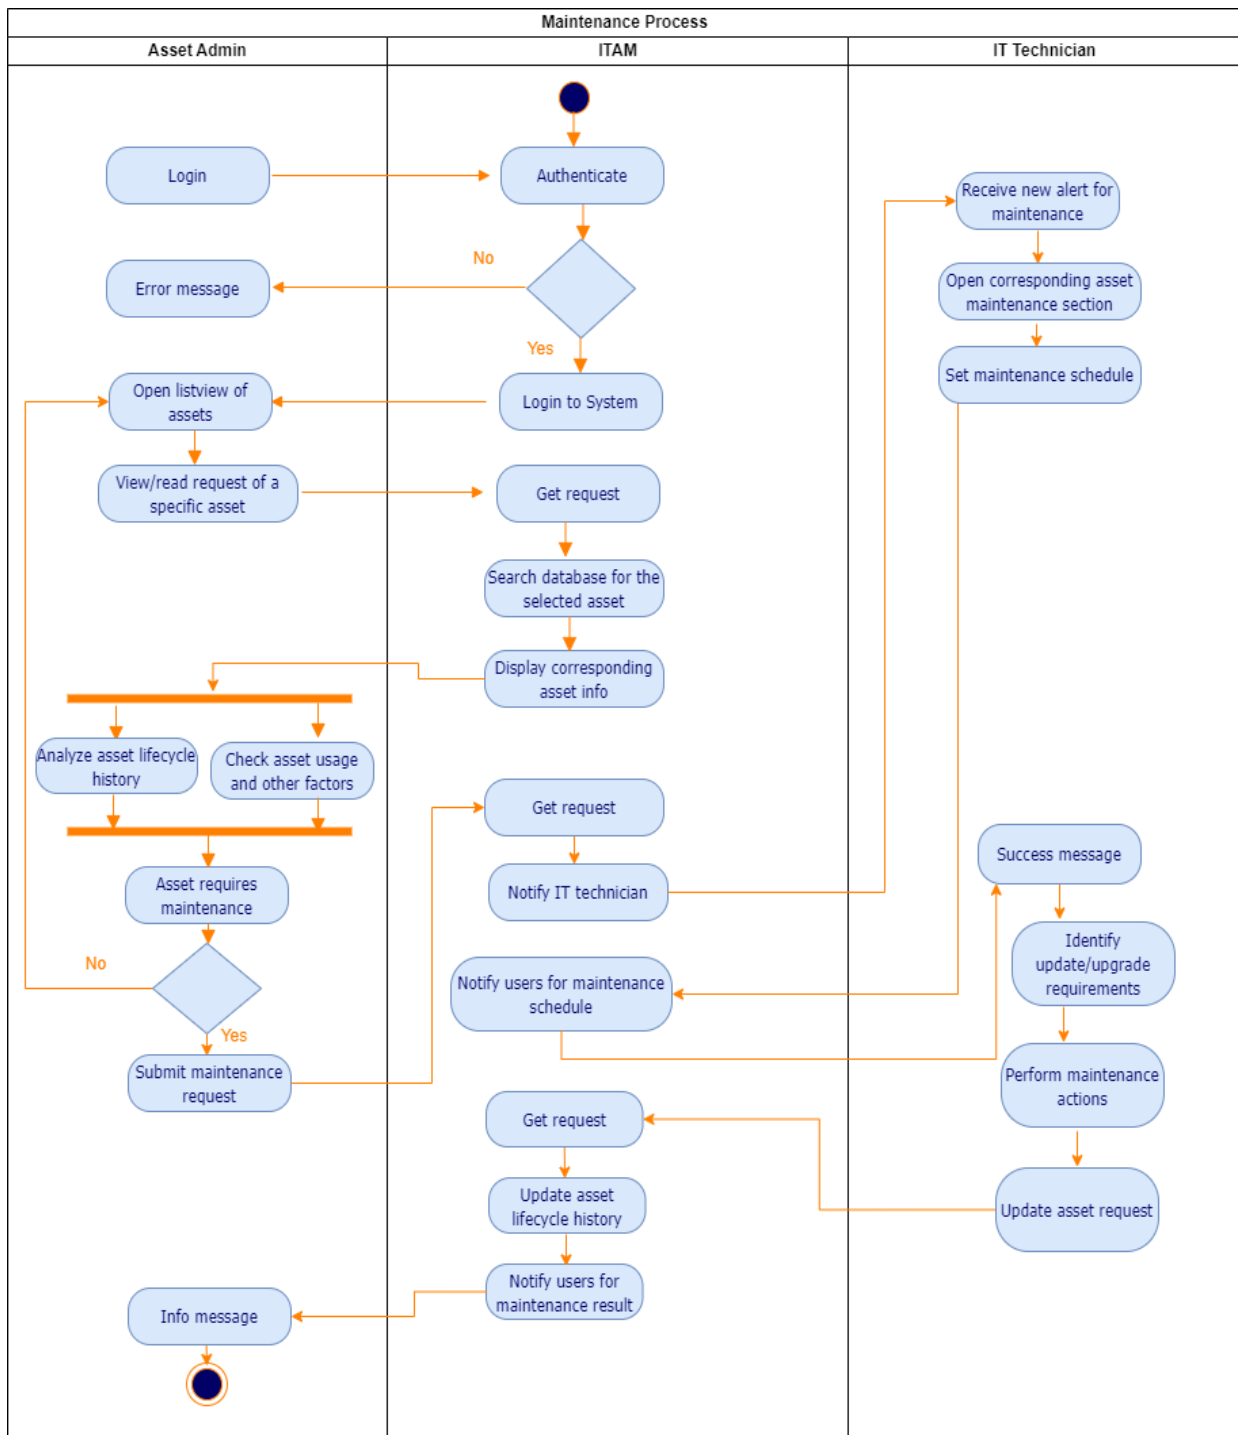 Maintenance Process
Asset Admin
ITAM
IT Technician
Login
Authenticate
Receive new alert for
maintenance
No
Error message
Open corresponding asset
maintenance section
Yes
Set maintenance schedule
Open listview of
assets
Login to System
View/read request of a
specific asset
Get request
Search database for the
selected asset
Display corresponding
asset info
Analyze asset lifecycle
history
Check asset usage
and other factors
Get request
Success message
Asset requires
maintenance
Notify IT technician
No
Identify
update/upgrade
requirements
Notify users for maintenance
schedule
Yes
Submit maintenance
request
Perform maintenance
actions
Get request
Update asset
lifecycle history
Update asset request
Notify users for
maintenance result
Info message